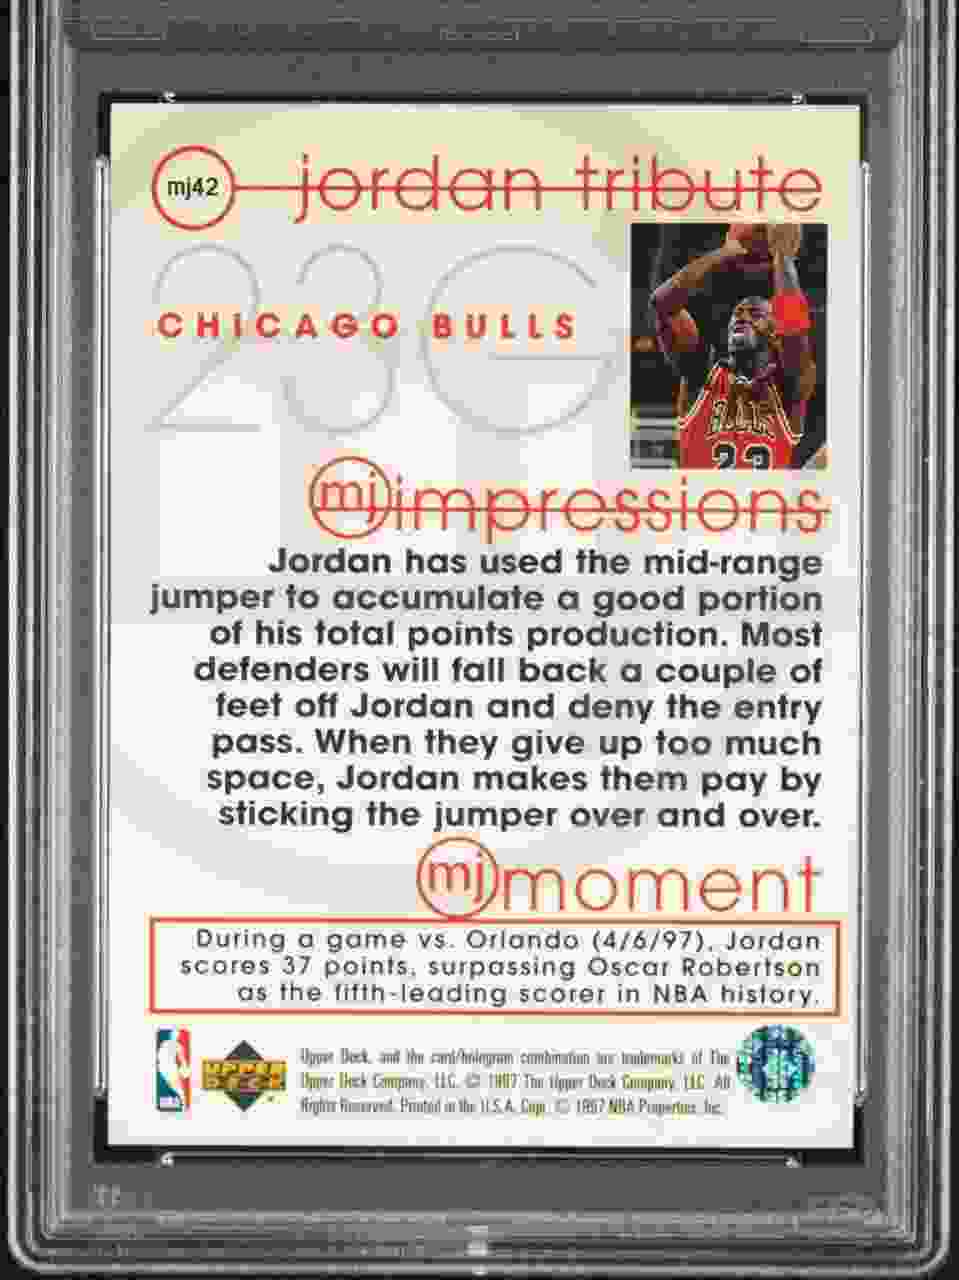 mj42 jordan tribute
23G
CHiCAGO BULLS
BULLS
23
mj impressions
Jordan has used the mid-range
jumper to accumulate a good portion
of his total points production. Most
defenders will fall back a couple of
feet off Jordan and deny the entry
pass. When they give up too much
space, Jordan makes them pay by
sticking the jumper over and over.
mj moment
During a game vs. Orlando (4/6/97), Jordan
scores 37 points, surpassing Oscar Robertson
as the fifth-leading scorer in NBA history.
UPPER DECK
Upper Deck, and the card/hologram combination are trademarks of The
Upper Deck Company, LLC. © 1997 The Upper Deck Company, LLC. All
Rights Reserved. Printed in the U.S.A. Copr. © 1997 NBA Properties, Inc.